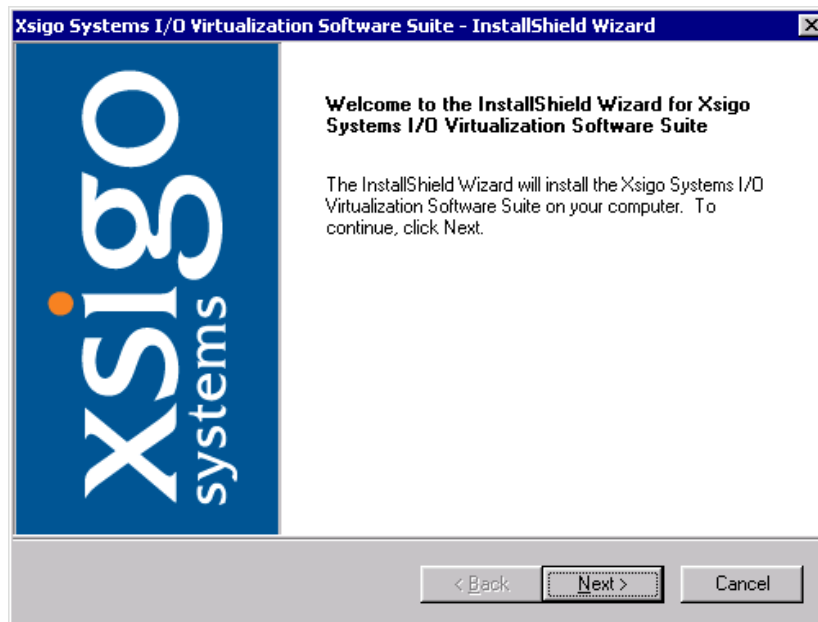 Xsigo Systems I/O Virtualization Software Suite - InstallShield Wizard
xsigo
systems
Welcome to the InstallShield Wizard for Xsigo
Systems I/O Virtualization Software Suite
The InstallShield Wizard will install the Xsigo Systems I/O
Virtualization Software Suite on your computer. To
continue, click Next.
< Back
Next >
Cancel